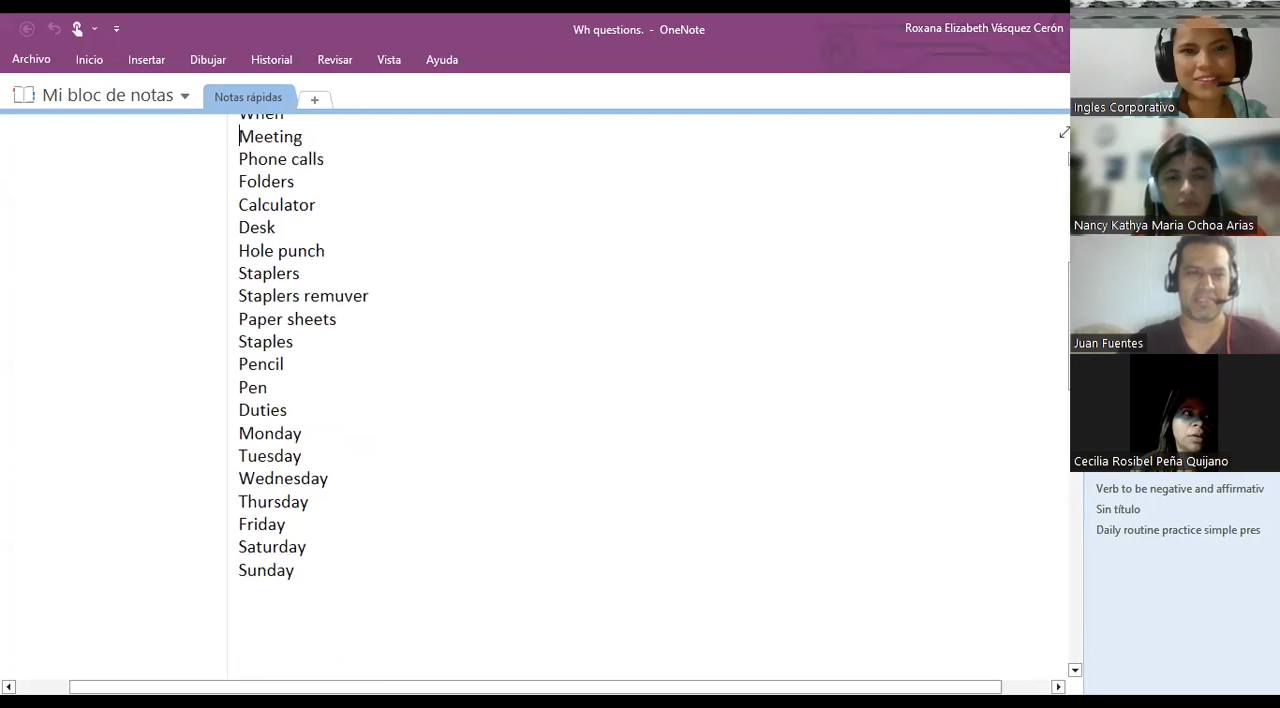 Wh questions. - OneNote
Roxana Elizabeth Vásquez Cerón
Archivo Inicio Insertar Dibujar Historial Revisar Vista Ayuda
Mi bloc de notas
Notas rápidas
When
Meeting
Phone calls
Folders
Calculator
Desk
Hole punch
Staplers
Staplers remuver
Paper sheets
Staples
Pencil
Pen
Duties
Monday
Tuesday
Wednesday
Thursday
Friday
Saturday
Sunday
Ingles Corporativo
Nancy Kathya Maria Ochoa Arias
Juan Fuentes
Cecilia Rosibel Peña Quijano
Verb to be negative and affirmativ
Sin título
Daily routine practice simple pres